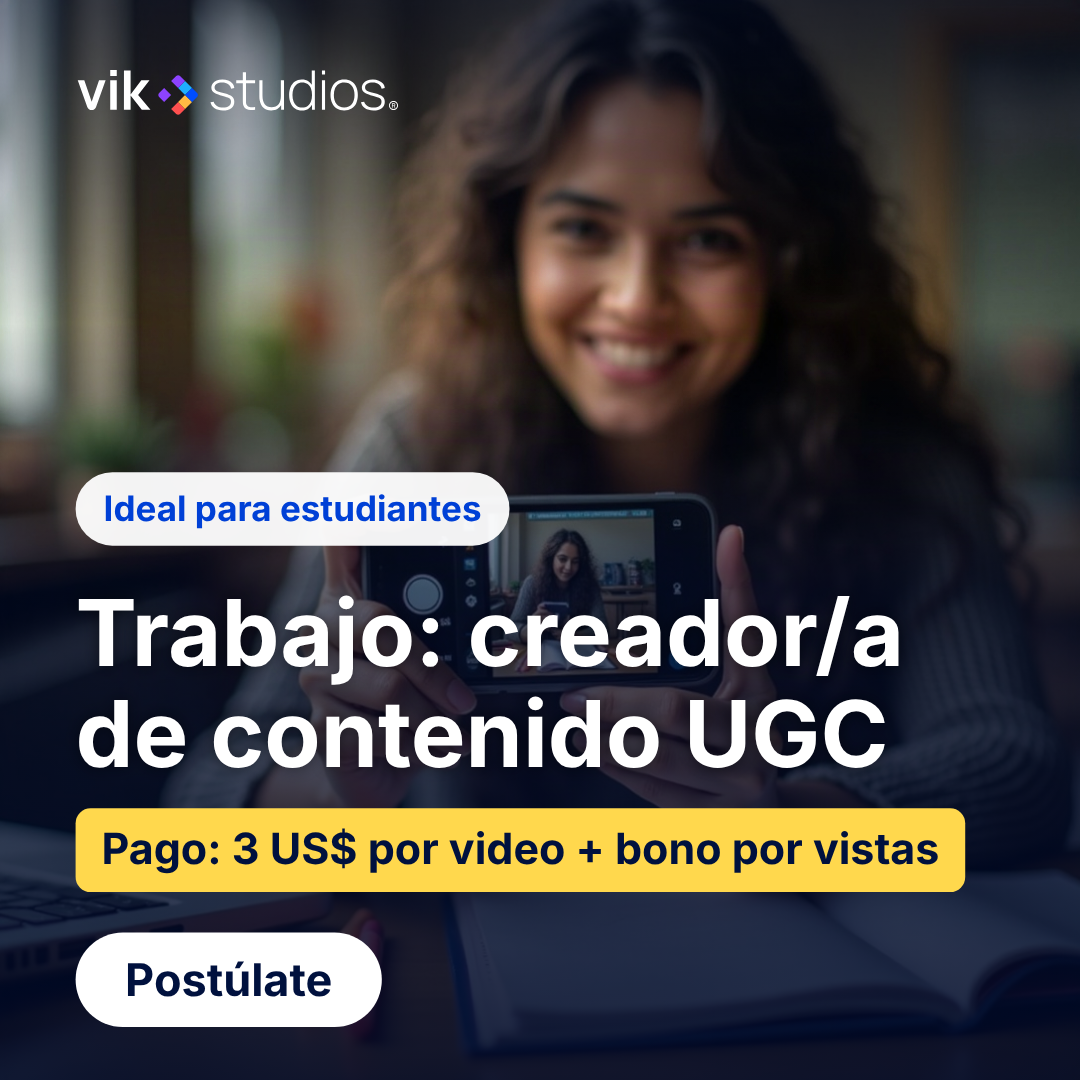 vik studios®
Ideal para estudiantes
Trabajo: creador/a
de contenido UGC
Pago: 3 US$ por video + bono por vistas
Postúlate